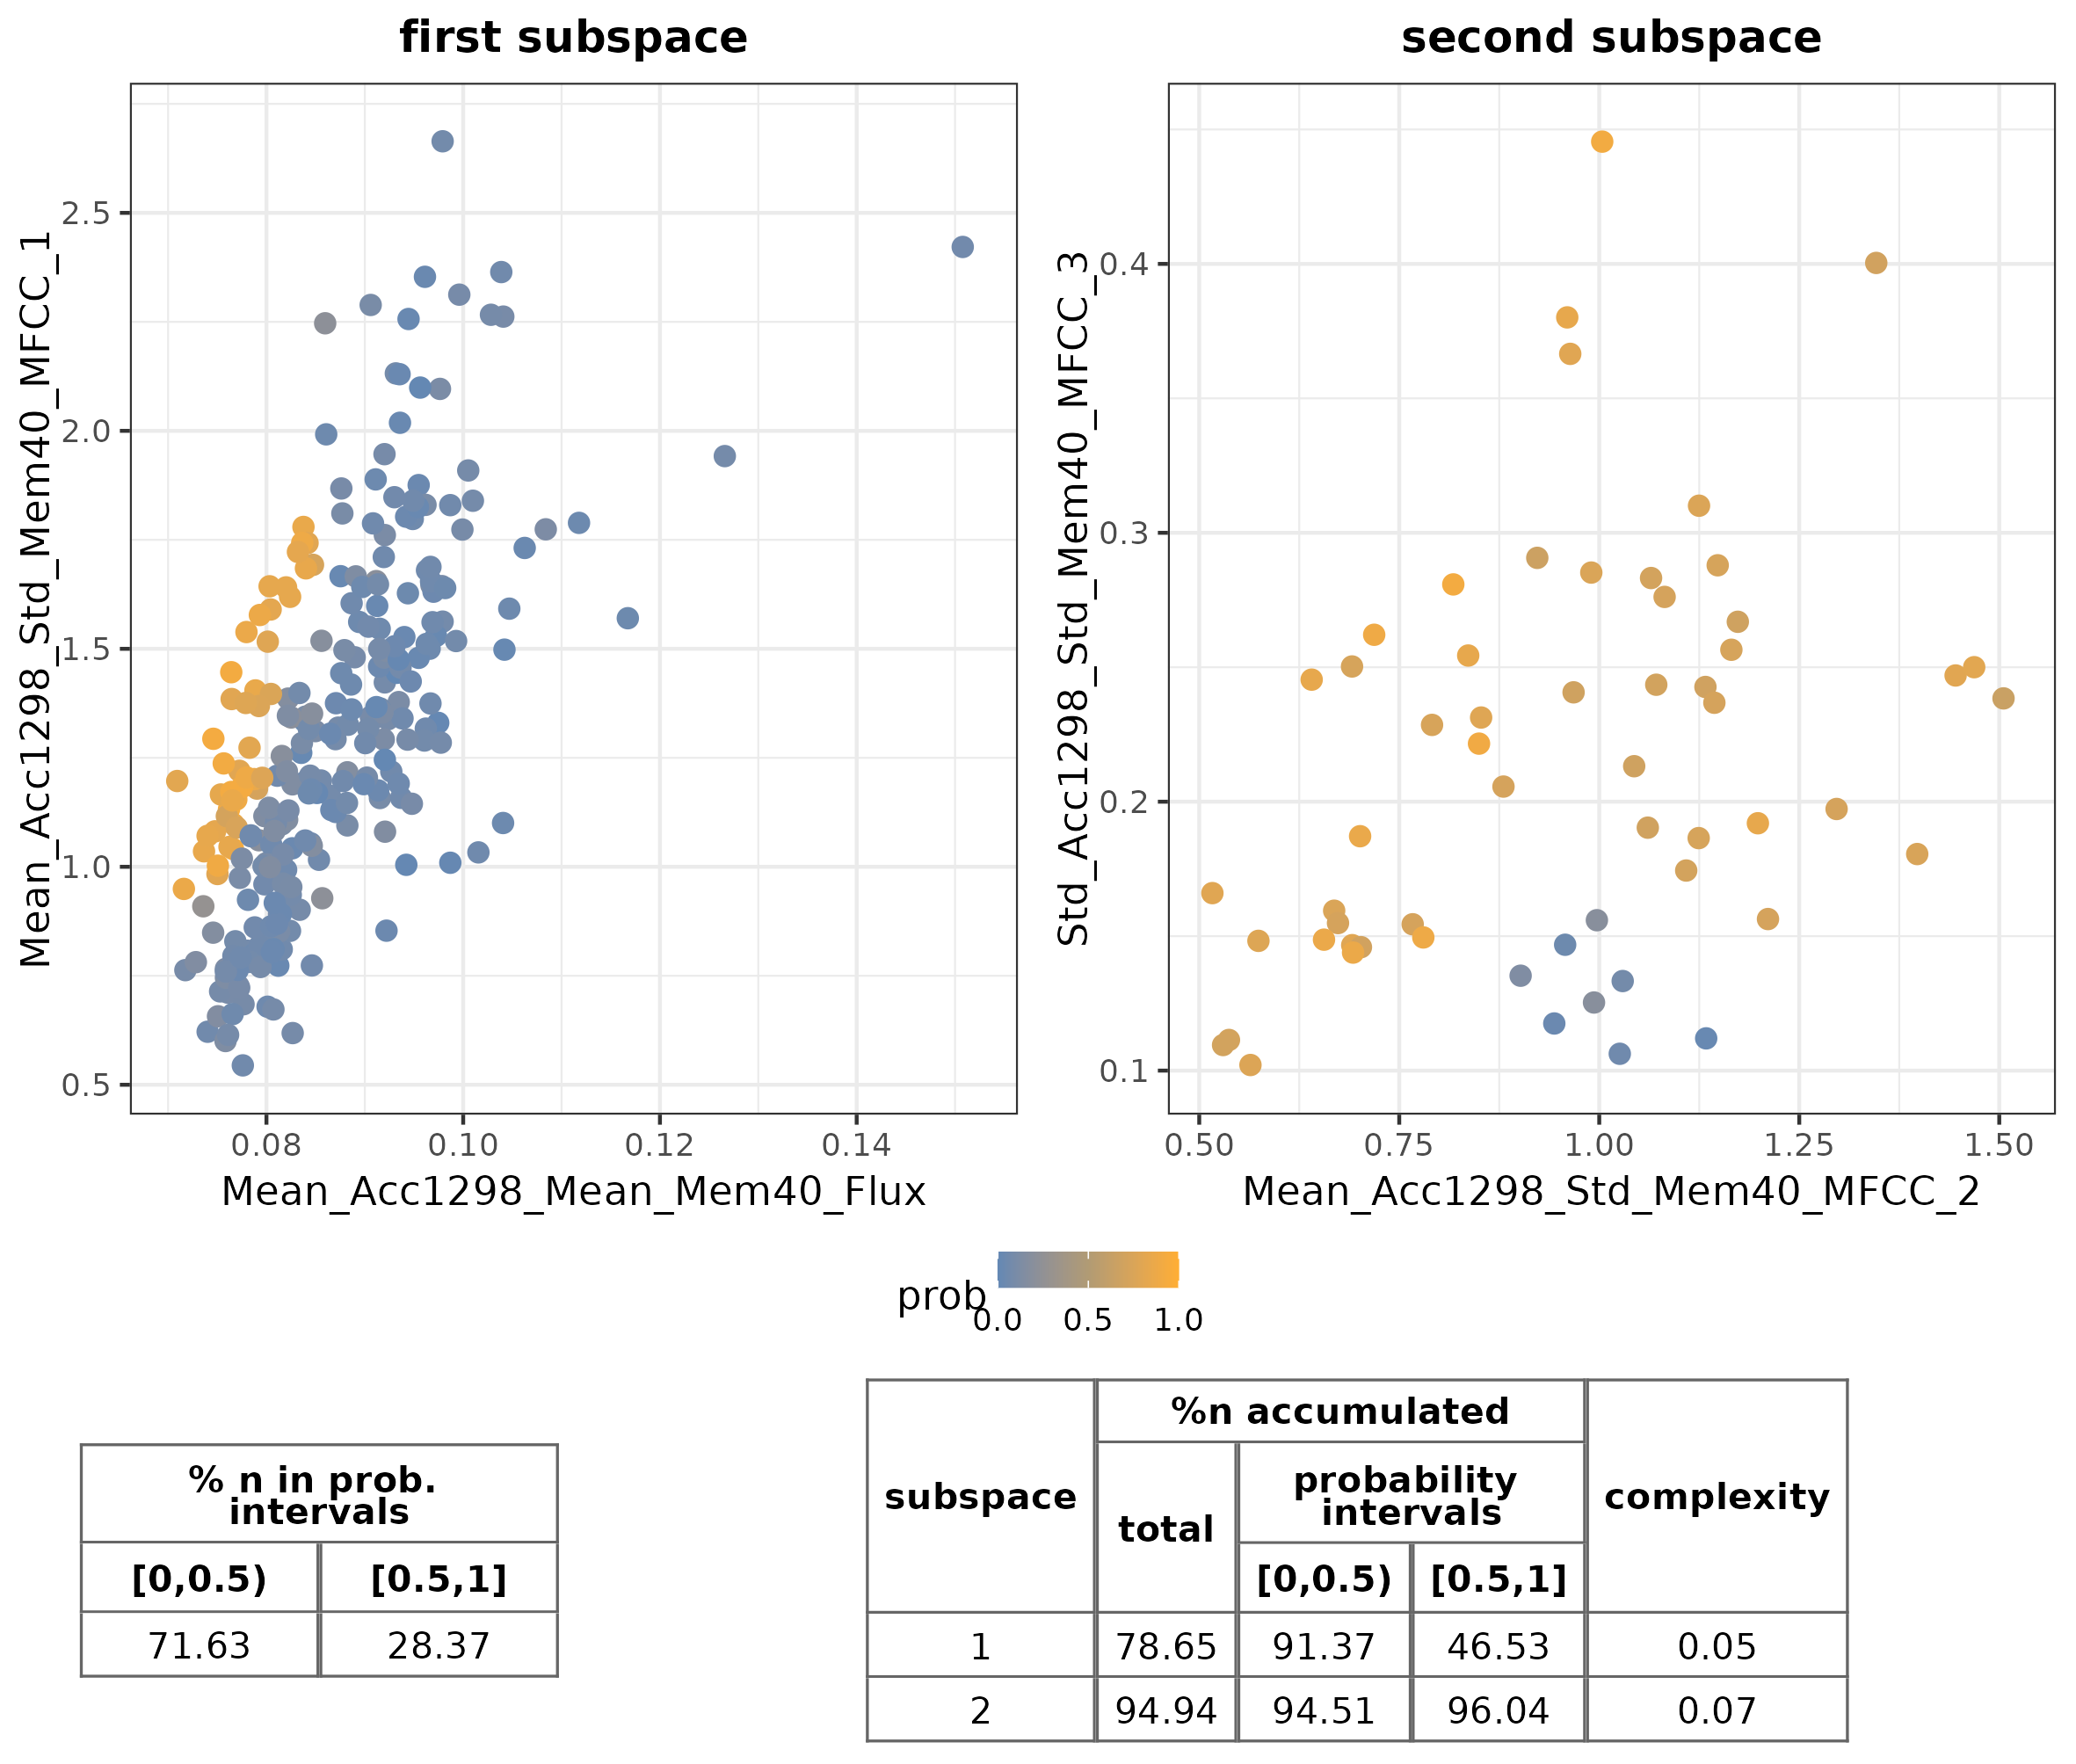 first subspace
second subspace
Mean_Acc1298_Std_Mem40_MFCC_1
2.5
2.0
1.5
1.0
0.5
0.08 0.10 0.12 0.14
Mean_Acc1298_Mean_Mem40_Flux
Std_Acc1298_Std_Mem40_MFCC_3
0.4
0.3
0.2
0.1
0.50 0.75 1.00 1.25 1.50
Mean_Acc1298_Std_Mem40_MFCC_2
prob
0.0 0.5 1.0
% n in prob.
intervals
[0,0.5) [0.5,1]
71.63 28.37
%n accumulated
subspace total probability
intervals complexity
[0,0.5) [0.5,1]
1 78.65 91.37 46.53 0.05
2 94.94 94.51 96.04 0.07